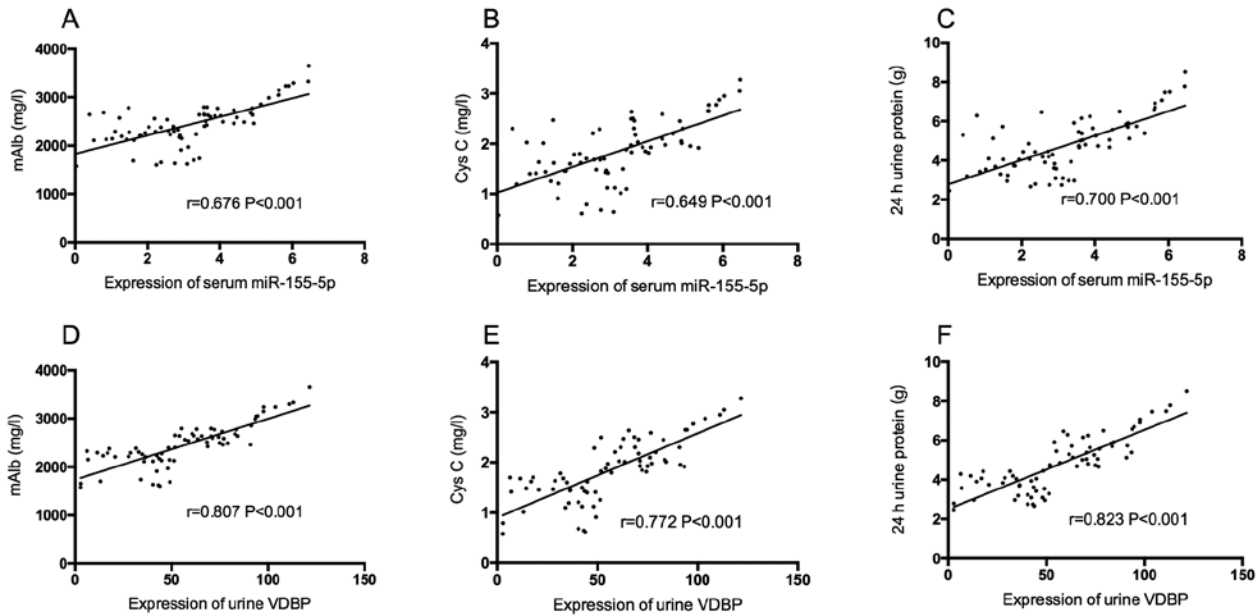 A
mAlb (mg/l)
4000
3000
2000
1000
0
0 2 4 6 8
r=0.676 P<0.001
Expression of serum miR-155-5p
B
Cys C (mg/l)
4
3
2
1
0
0 2 4 6 8
r=0.649 P<0.001
Expression of serum miR-155-5p
C
24 h urine protein (g)
10
8
6
4
2
0
0 2 4 6 8
r=0.700 P<0.001
Expression of serum miR-155-5p
D
mAlb (mg/l)
4000
3000
2000
1000
0
0 50 100 150
r=0.807 P<0.001
Expression of urine VDBP
E
Cys C (mg/l)
4
3
2
1
0
0 50 100 150
r=0.772 P<0.001
Expression of urine VDBP
F
24 h urine protein (g)
10
8
6
4
2
0
0 50 100 150
r=0.823 P<0.001
Expression of urine VDBP